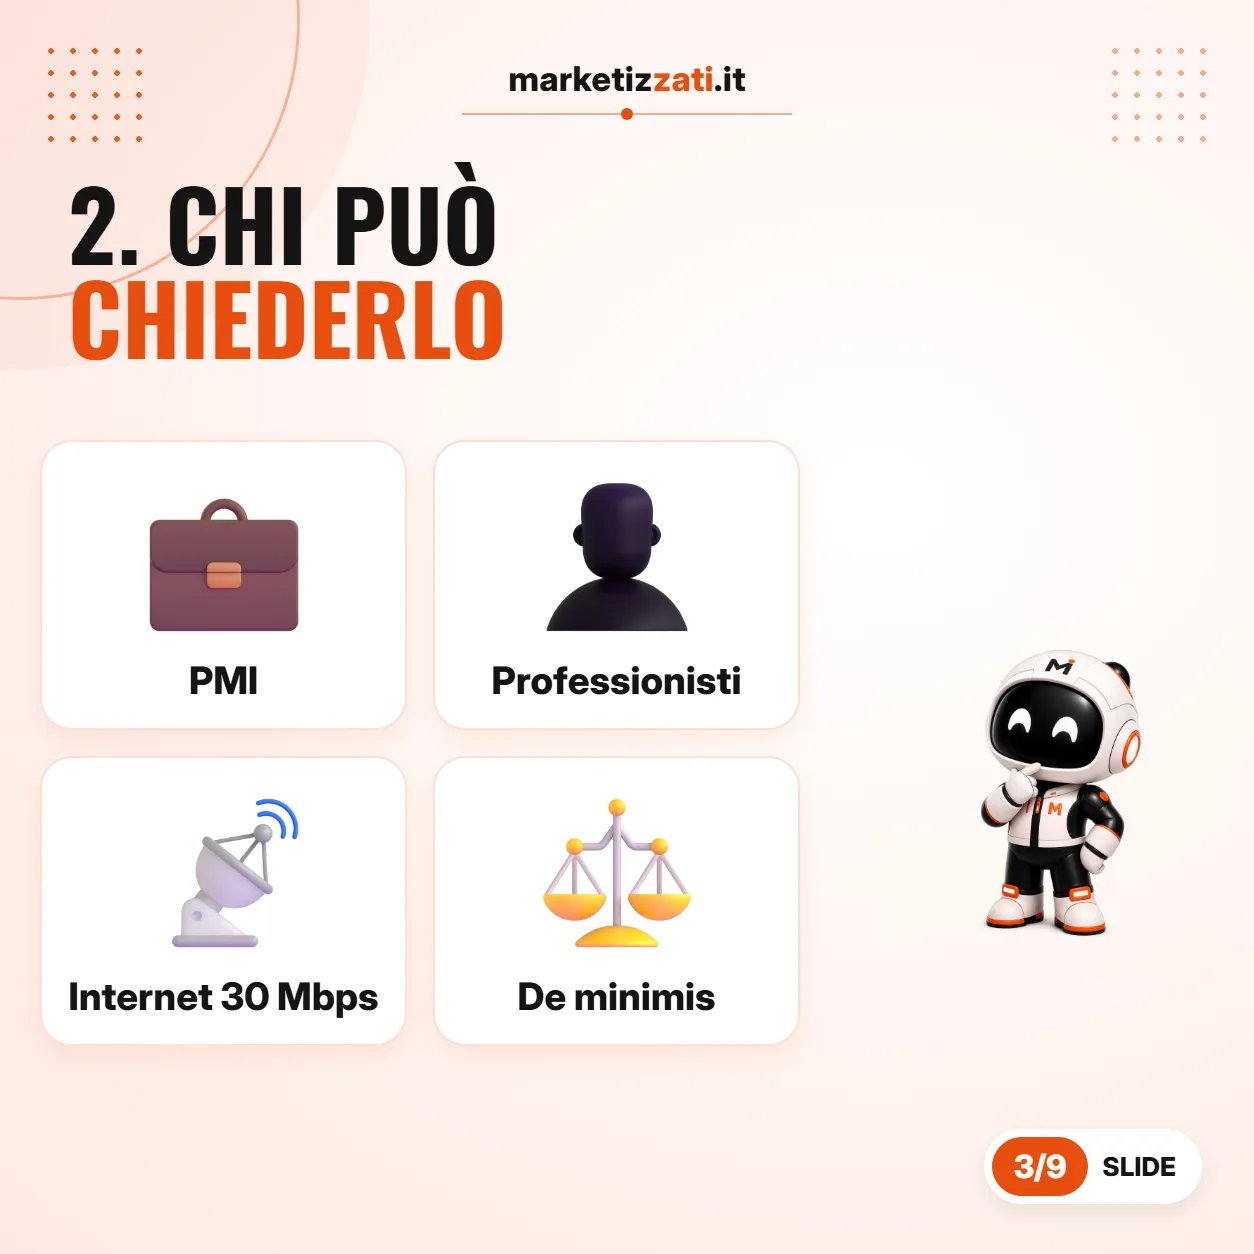 marketizzati.it
2. CHI PUÒ
CHIEDERLO
PMI
Professionisti
Internet 30 Mbps
De minimis
3/9 SLIDE